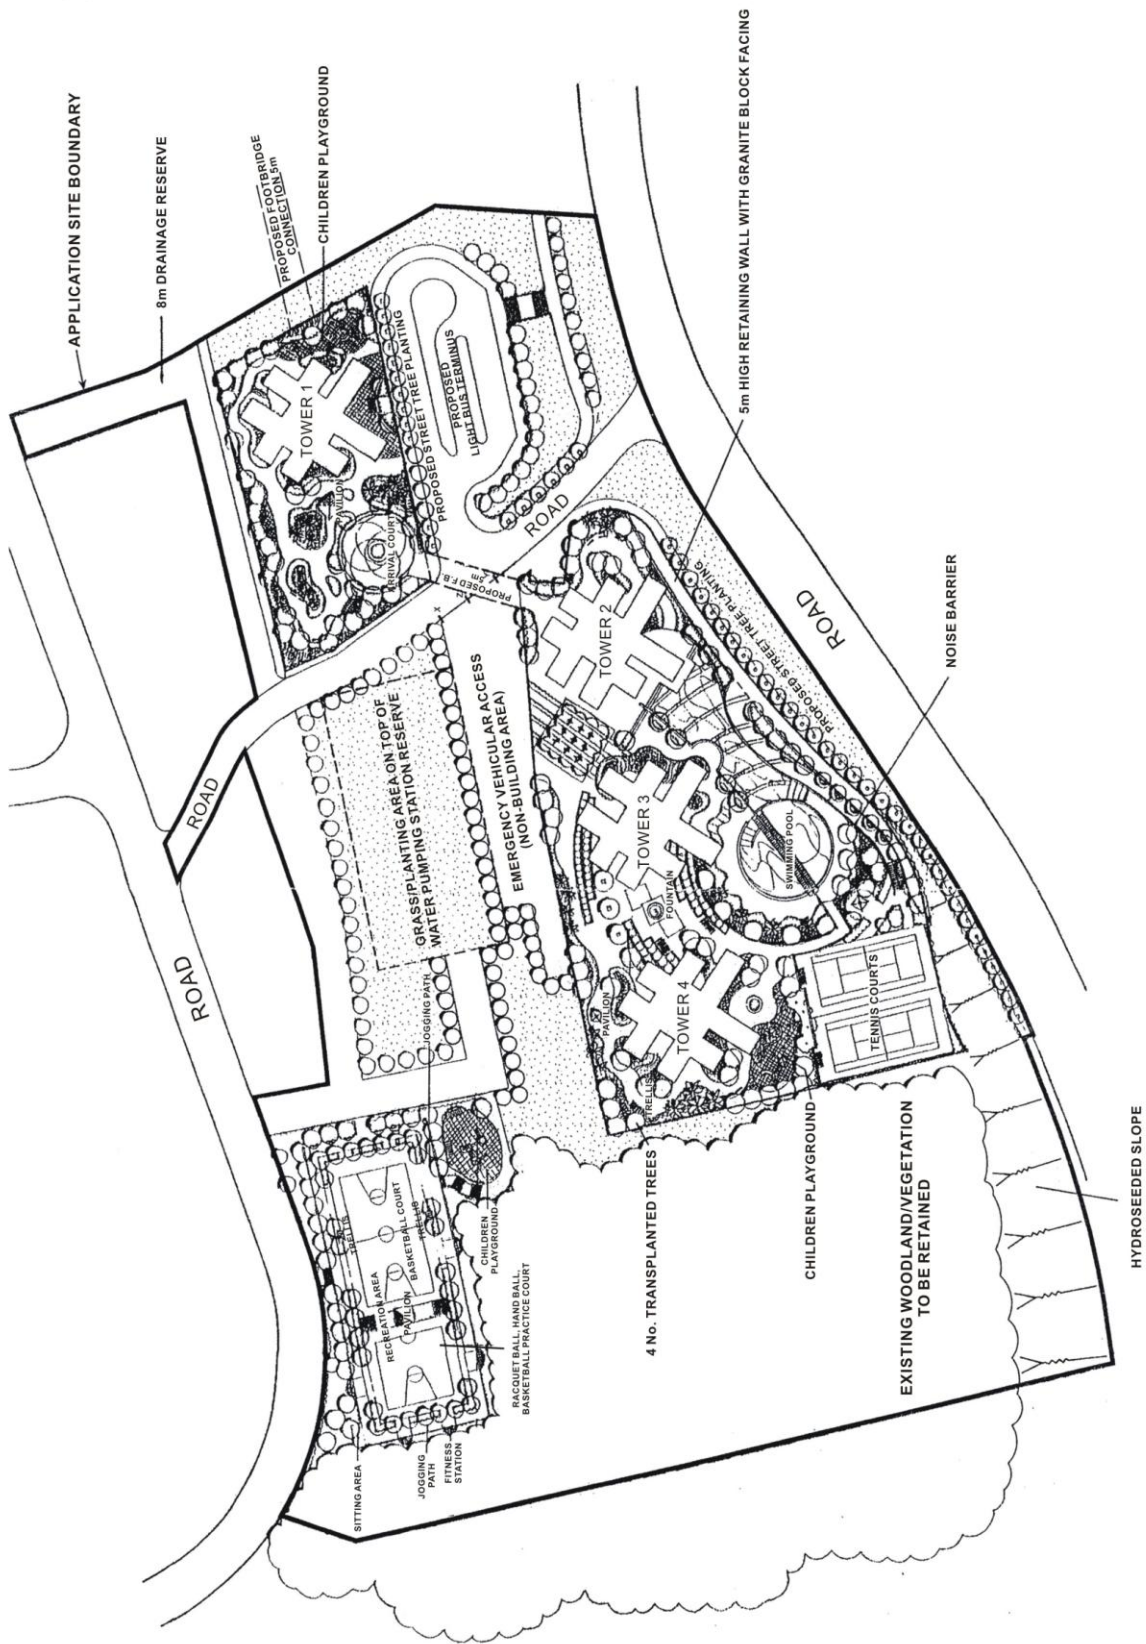 APPLICATION SITE BOUNDARY
8m DRAINAGE RESERVE
PROPOSED FOOTBRIDGE
CONNECTION 5m
CHILDREN PLAYGROUND
TOWER 1
PAVILION
ARRIVAL COURT
PROPOSED STREET TREE PLANTING
PROPOSED
LIGHT BUS TERMINUS
ROAD
PROPOSED F.B.
5m
ROAD
ROAD
GRASS/PLANTING AREA ON TOP OF
WATER PUMPING STATION RESERVE
EMERGENCY VEHICULAR ACCESS
(NON-BUILDING AREA)
JOGGING PATH
TOWER 2
5m HIGH RETAINING WALL WITH GRANITE BLOCK FACING
PROPOSED STREET TREE PLANTING
ROAD
NOISE BARRIER
TOWER 3
FOUNTAIN
SWIMMING POOL
PAVILION
TOWER 4
TRELLIS
TENNIS COURTS
4 No. TRANSPLANTED TREES
CHILDREN PLAYGROUND
EXISTING WOODLAND/VEGETATION
TO BE RETAINED
HYDROSEEDED SLOPE
TRELLIS
RECREATION AREA
PAVILION
BASKETBALL COURT
TRELLIS
CHILDREN
PLAYGROUND
RACQUET BALL, HAND BALL,
BASKETBALL PRACTICE COURT
SITTING AREA
JOGGING
PATH
FITNESS
STATION